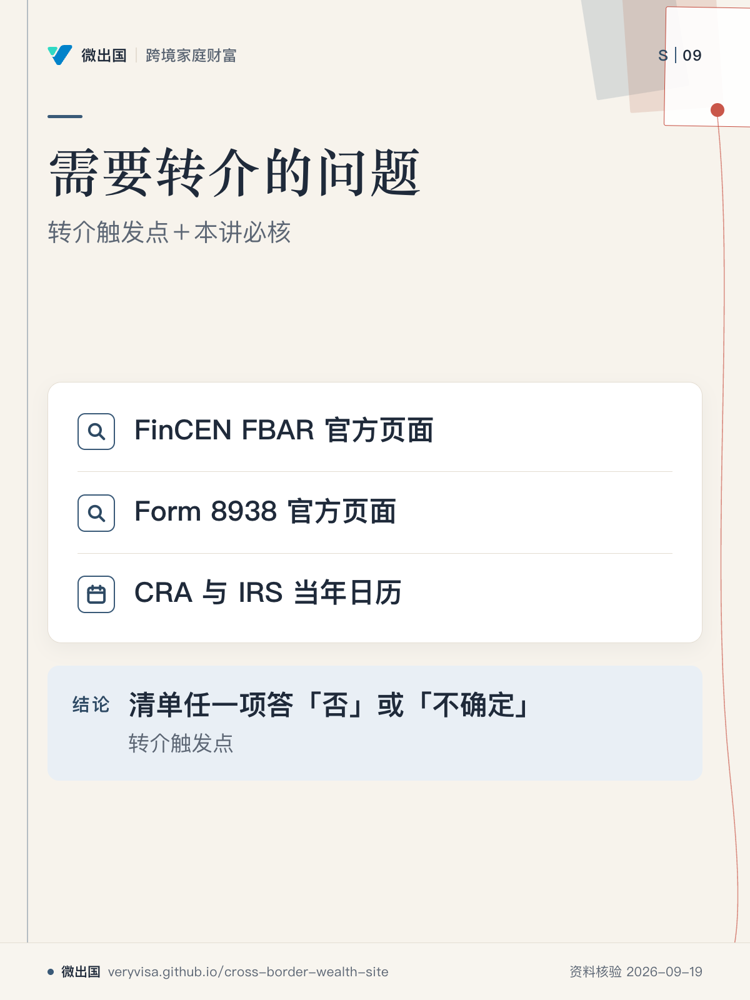 微出国 | 跨境家庭财富
S | 09
需要转介的问题
转介触发点＋本讲必核
FinCEN FBAR 官方页面
Form 8938 官方页面
CRA 与 IRS 当年日历
结论 清单任一项答「否」或「不确定」
转介触发点
微出国 veryvisa.github.io/cross-border-wealth-site
资料核验 2026-09-19